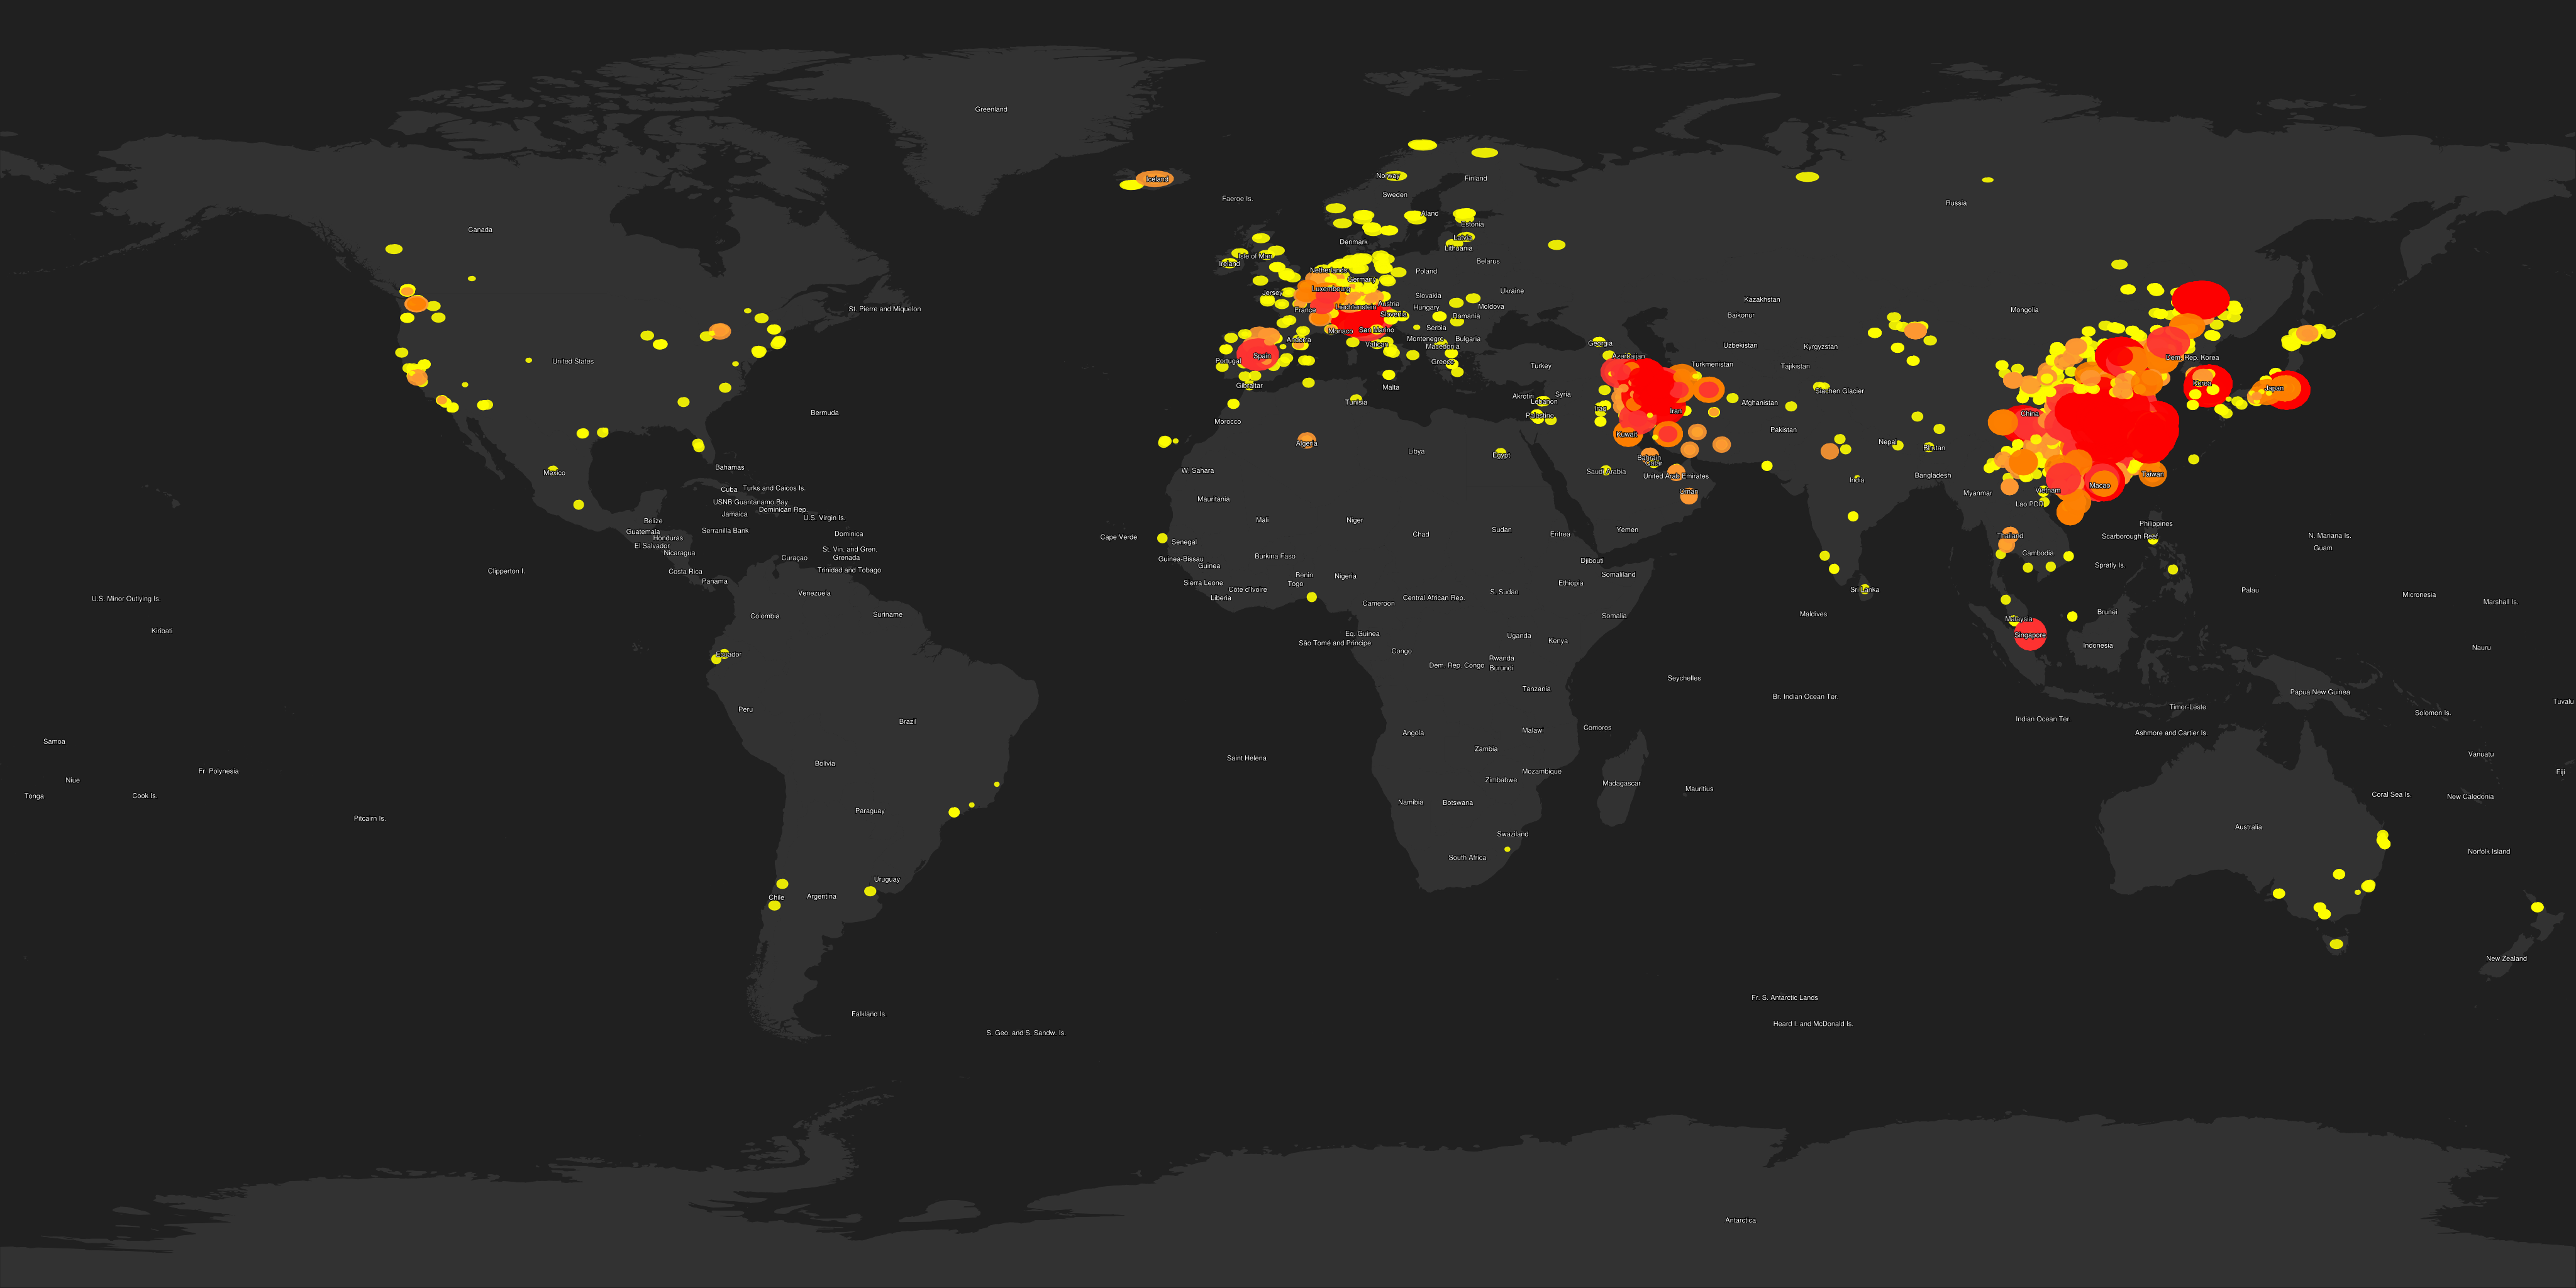 Greenland
Iceland
Norway
Finland
Sweden
Faeroe Is.
Russia
Canada
Aland
Estonia
Latvia
Lithuania
Denmark
Isle of Man
Ireland
Belarus
Netherlands
Poland
Germany
Luxembourg
Jersey
Ukraine
Slovakia
Kazakhstan
Austria
Liechtenstein
Hungary
Moldova
St. Pierre and Miquelon
France
Mongolia
Slovenia
Baikonur
Romania
Serbia
San Marino
Monaco
Montenegro
Bulgaria
Andorra
Vatican
Georgia
Uzbekistan
Kyrgyzstan
Macedonia
Azerbaijan
Spain
Dem. Rep. Korea
United States
Portugal
Greece
Turkmenistan
Turkey
Tajikistan
Gibraltar
Malta
Korea
Japan
Siachen Glacier
Syria
Akrotiri
Lebanon
Tunisia
Afghanistan
Iraq
Iran
Bermuda
Palestine
China
Morocco
Pakistan
Kuwait
Nepal
Algeria
Bhutan
Libya
Egypt
Bahrain
Qatar
Bahamas
W. Sahara
Saudi Arabia
Mexico
United Arab Emirates
Bangladesh
Taiwan
India
Macao
Cuba
Turks and Caicos Is.
Oman
Vietnam
Myanmar
Mauritania
USNB Guantanamo Bay
Lao PDR
Dominican Rep.
Jamaica
U.S. Virgin Is.
Belize
Mali
Niger
Philippines
Serranilla Bank
Sudan
Yemen
Guatemala
Dominica
Chad
Eritrea
Thailand
N. Mariana Is.
Cape Verde
Honduras
Scarborough Reef
Senegal
El Salvador
St. Vin. and Gren.
Guam
Nicaragua
Grenada
Burkina Faso
Cambodia
Curaçao
Guinea-Bissau
Djibouti
Guinea
Spratly Is.
Clipperton I.
Costa Rica
Trinidad and Tobago
Benin
Nigeria
Somaliland
Panama
Sierra Leone
Togo
Ethiopia
Côte d'Ivoire
Sri Lanka
Palau
Venezuela
S. Sudan
Micronesia
U.S. Minor Outlying Is.
Liberia
Central African Rep.
Marshall Is.
Cameroon
Suriname
Colombia
Somalia
Maldives
Brunei
Malaysia
Kiribati
Eq. Guinea
Uganda
Singapore
São Tomé and Principe
Kenya
Indonesia
Nauru
Congo
Ecuador
Rwanda
Dem. Rep. Congo
Burundi
Seychelles
Tanzania
Papua New Guinea
Br. Indian Ocean Ter.
Tuvalu
Peru
Timor-Leste
Solomon Is.
Brazil
Indian Ocean Ter.
Comoros
Malawi
Angola
Ashmore and Cartier Is.
Samoa
Zambia
Vanuatu
Saint Helena
Bolivia
Fr. Polynesia
Mozambique
Fiji
Niue
Zimbabwe
Madagascar
Mauritius
Tonga
Cook Is.
Coral Sea Is.
New Caledonia
Namibia
Botswana
Paraguay
Pitcairn Is.
Australia
Swaziland
Norfolk Island
South Africa
Uruguay
Argentina
Chile
New Zealand
Fr. S. Antarctic Lands
Falkland Is.
Heard I. and McDonald Is.
S. Geo. and S. Sandw. Is.
Antarctica